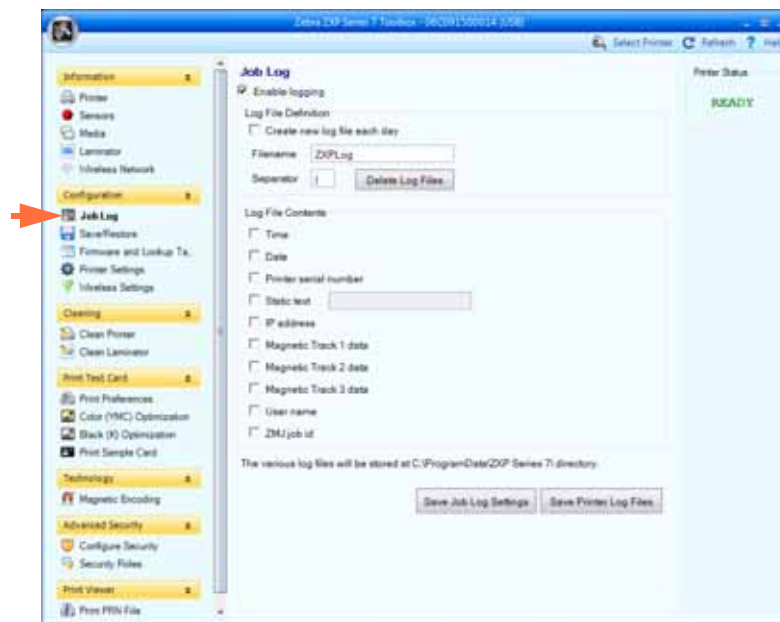 Zebra ZXP Series 7 Toolbox - 06C091500014 (USB)
Select Printer Refresh ? Help
Information
Printer
Sensors
Media
Laminator
Wireless Network
Configuration
Job Log
Save/Restore
Firmware and Lookup Ta..
Printer Settings
Wireless Settings
Cleaning
Clean Printer
Clean Laminator
Print Test Card
Print Preferences
Color (YMC) Optimization
Black (K) Optimization
Print Sample Card
Technology
Magnetic Encoding
Advanced Security
Configure Security
Security Roles
Print Viewer
Print PRN File
Job Log
Enable logging
Log File Definition
Create new log file each day
Filename ZXPLog
Separator |
Delete Log Files
Log File Contents
Time
Date
Printer serial number
Static text
IP address
Magnetic Track 1 data
Magnetic Track 2 data
Magnetic Track 3 data
User name
ZMJ job id
The various log files will be stored at C:\ProgramData\ZXP Series 7\ directory.
Save Job Log Settings Save Printer Log Files
Printer Status
READY